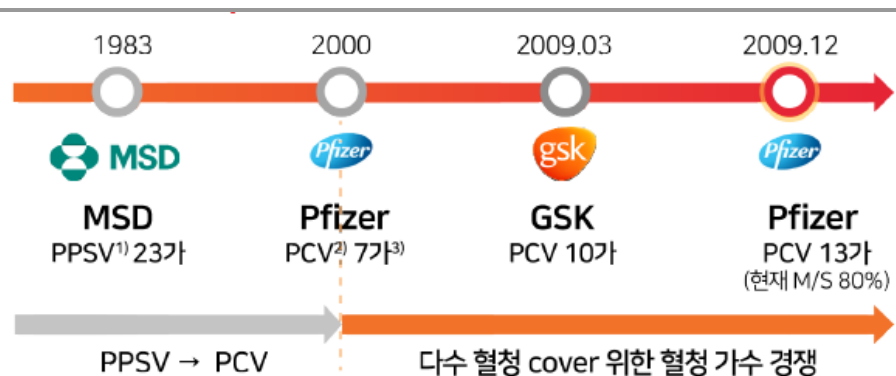 1983
2000
2009.03
2009.12
MSD
Pfizer
gsk
Pfizer
MSD
Pfizer
GSK
Pfizer
PPSV¹⁾ 23가
PCV²⁾ 7가³⁾
PCV 10가
PCV 13가
(현재 M/S 80%)
PPSV → PCV
다수 혈청 cover 위한 혈청 가수 경쟁